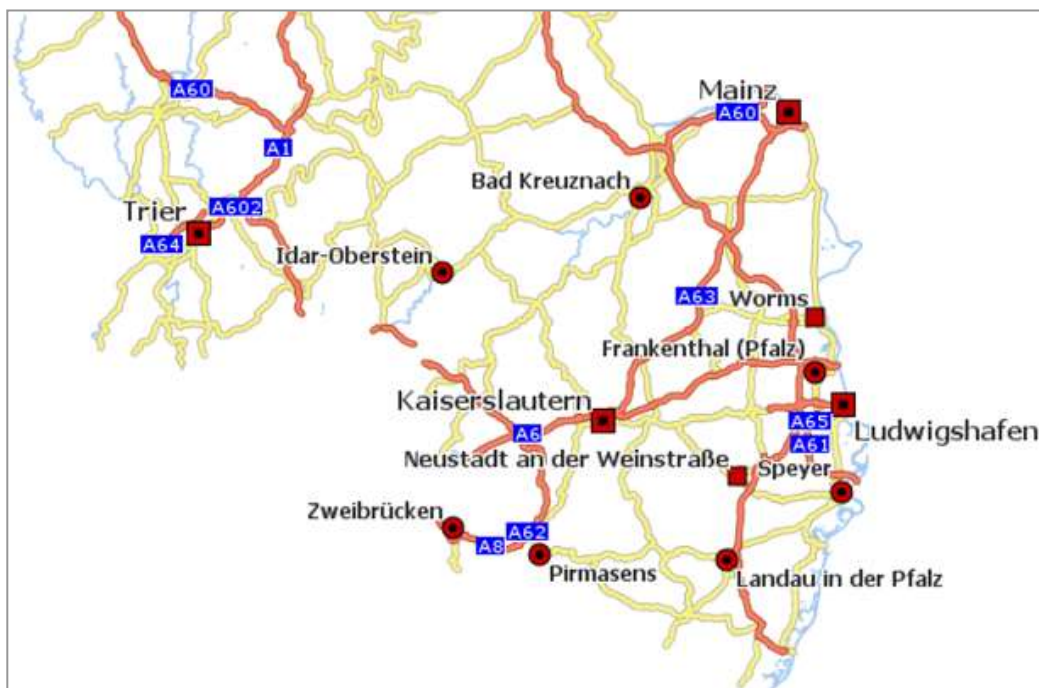 A60
Mainz
A60
A1
Bad Kreuznach
Trier
A602
A64
Idar-Oberstein
A63
Worms
Frankenthal (Pfalz)
Kaiserslautern
A65
Ludwigshafen
A6
A61
Neustadt an der Weinstraße
Speyer
Zweibrücken
A62
A8
Pirmasens
Landau in der Pfalz